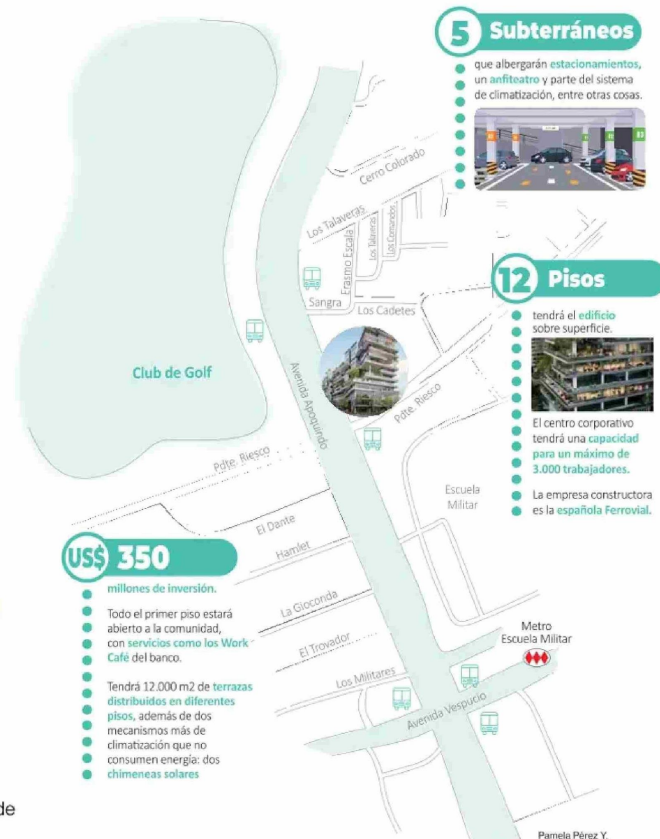 5 Subterráneos
que albergarán estacionamientos,
un anfiteatro y parte del sistema
de climatización, entre otras cosas.
Cerro Colorado
Los Talaveras
Erasmo Escala
Los Talaveras
Los Comandos
Sangra
Los Cadetes
12 Pisos
tendrá el edificio
sobre superficie.
El centro corporativo
tendrá una capacidad
para un máximo de
3.000 trabajadores.
La empresa constructora
es la española Ferrovial.
Club de Golf
Avenida Apoquindo
Pdte. Riesco
Pdte. Riesco
Escuela
Militar
El Dante
Hamlet
La Gioconda
El Trovador
Los Militares
Avenida Vespucio
Metro
Escuela Militar
US$ 350
millones de inversión.
Todo el primer piso estará
abierto a la comunidad,
con servicios como los Work
Café del banco.
Tendrá 12.000 m2 de terrazas
distribuidos en diferentes
pisos, además de dos
mecanismos más de
climatización que no
consumen energía: dos
chimeneas solares
de
Pamela Pérez Y.